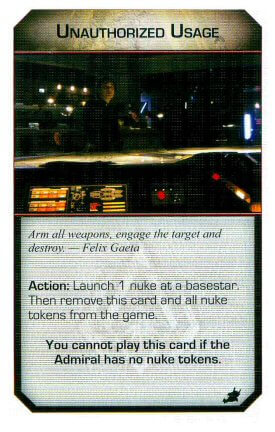 Unauthorized Usage
Arm all weapons, engage the target and
destroy. — Felix Gaeta
Action: Launch 1 nuke at a basestar.
Then remove this card and all nuke
tokens from the game.
You cannot play this card if the
Admiral has no nuke tokens.